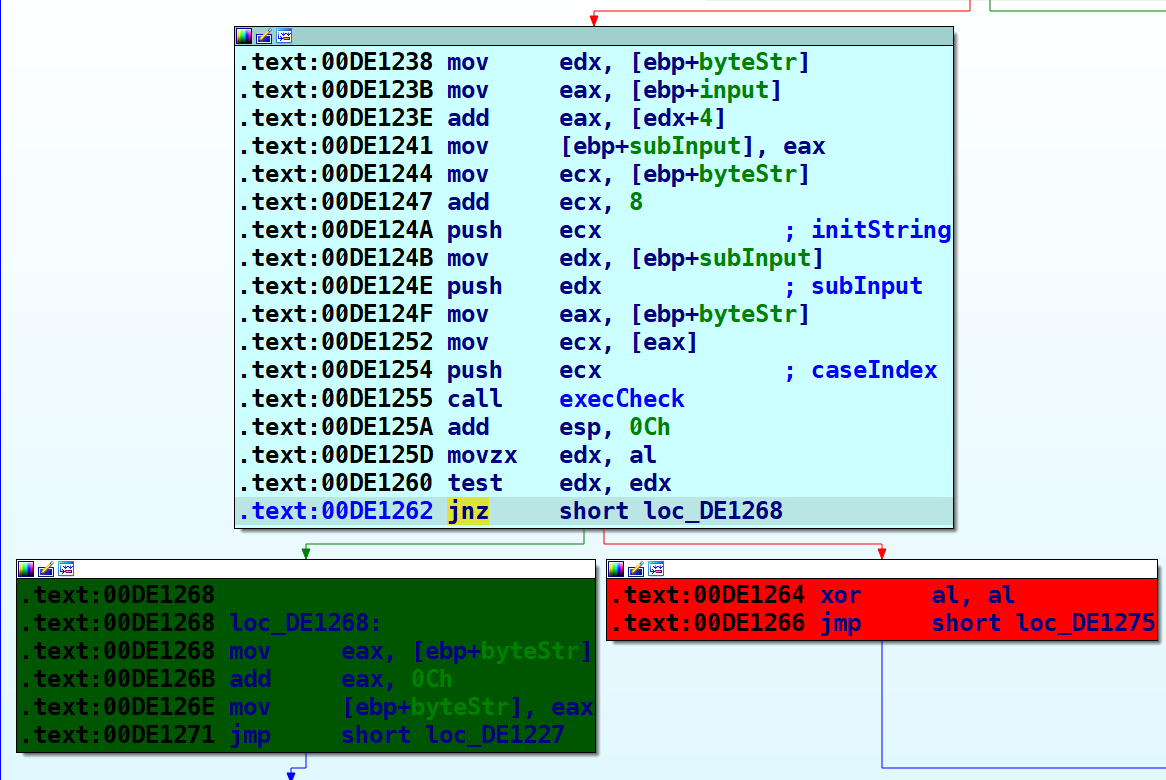 .text:00DE1238 mov     edx, [ebp+byteStr]
.text:00DE123B mov     eax, [ebp+input]
.text:00DE123E add     eax, [edx+4]
.text:00DE1241 mov     [ebp+subInput], eax
.text:00DE1244 mov     ecx, [ebp+byteStr]
.text:00DE1247 add     ecx, 8
.text:00DE124A push    ecx             ; initString
.text:00DE124B mov     edx, [ebp+subInput]
.text:00DE124E push    edx             ; subInput
.text:00DE124F mov     eax, [ebp+byteStr]
.text:00DE1252 mov     ecx, [eax]
.text:00DE1254 push    ecx             ; caseIndex
.text:00DE1255 call    execCheck
.text:00DE125A add     esp, 0Ch
.text:00DE125D movzx   edx, al
.text:00DE1260 test    edx, edx
.text:00DE1262 jnz     short loc_DE1268
.text:00DE1268
.text:00DE1268 loc_DE1268:
.text:00DE1268 mov     eax, [ebp+byteStr]
.text:00DE126B add     eax, 0Ch
.text:00DE126E mov     [ebp+byteStr], eax
.text:00DE1271 jmp     short loc_DE1227
.text:00DE1264 xor     al, al
.text:00DE1266 jmp     short loc_DE1275